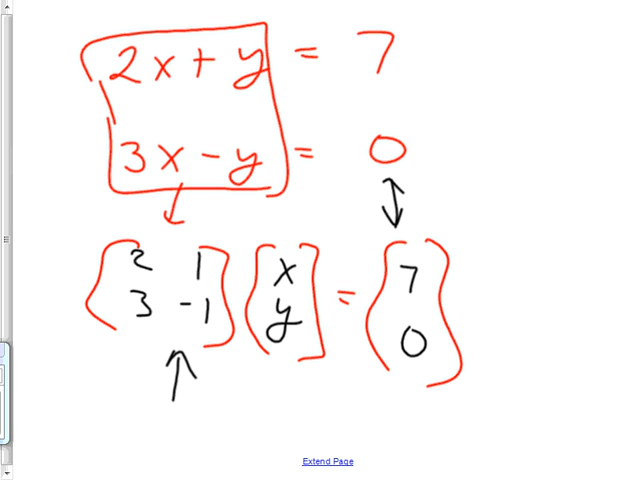 2x + y = 7
3x - y = 0
2 1 x 7
3 -1 y = 0
Extend Page